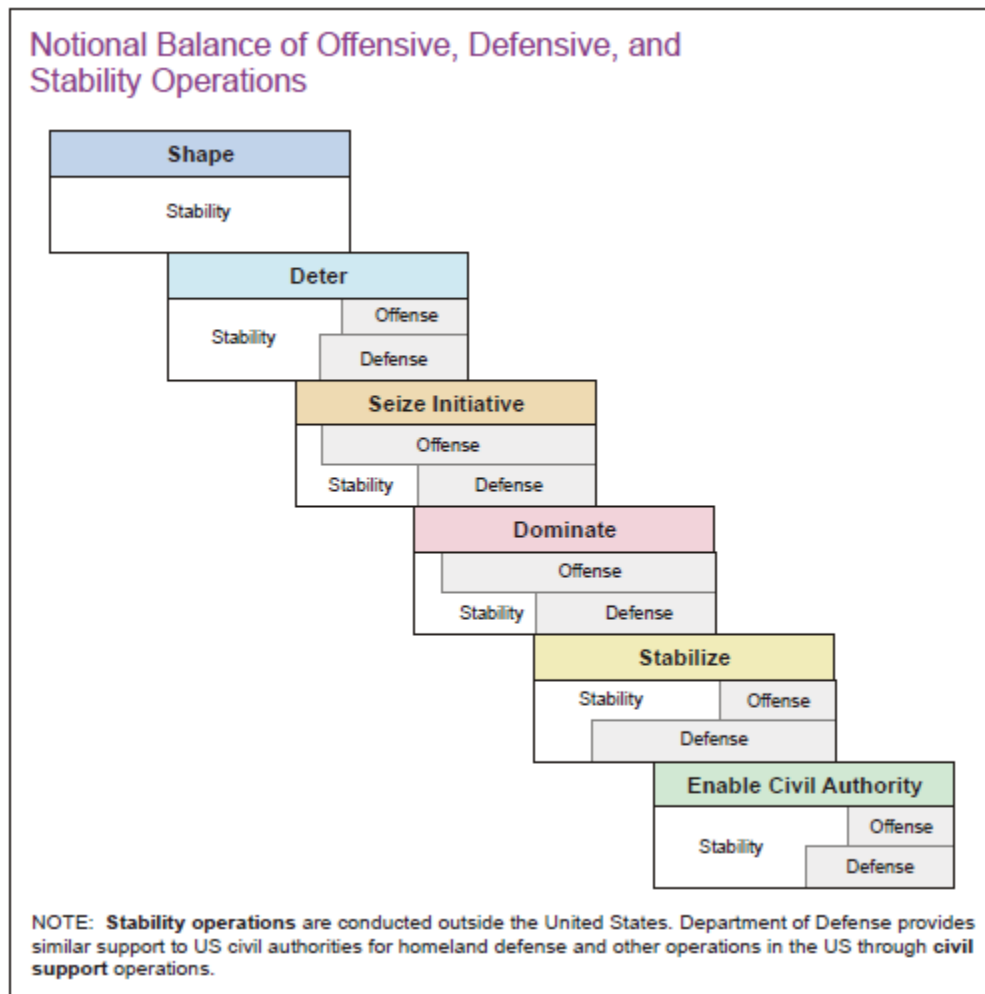 Notional Balance of Offensive, Defensive, and
Stability Operations
Shape
Stability
Deter
Stability
Offense
Defense
Seize Initiative
Offense
Stability
Defense
Dominate
Offense
Stability
Defense
Stabilize
Stability
Offense
Defense
Enable Civil Authority
Stability
Offense
Defense
NOTE: Stability operations are conducted outside the United States. Department of Defense provides
similar support to US civil authorities for homeland defense and other operations in the US through civil
support operations.